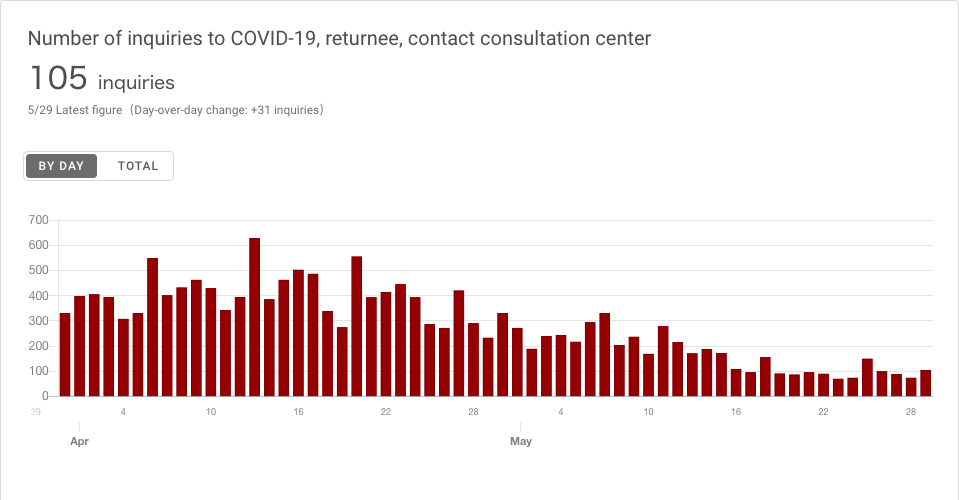 Number of inquiries to COVID-19, returnee, contact consultation center
105 inquiries
5/29 Latest figure（Day-over-day change: +31 inquiries）
BY DAY TOTAL
700
600
500
400
300
200
100
0
29 4 10 16 22 28 4 10 16 22 28
Apr May